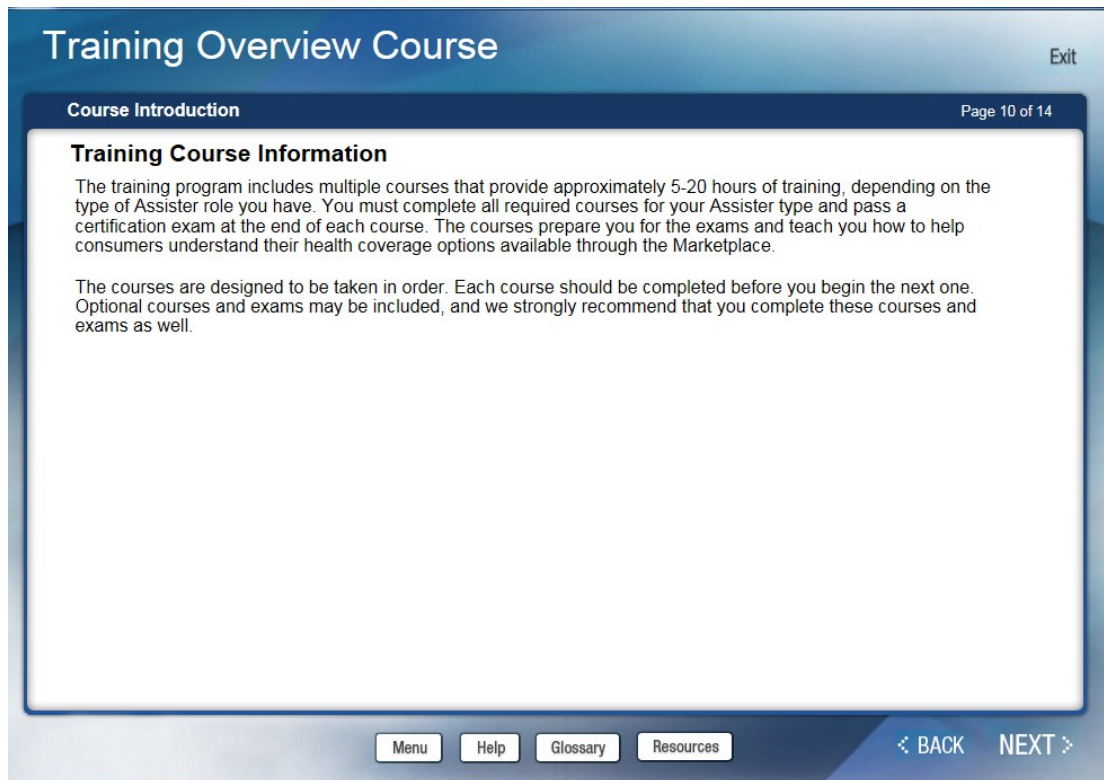 Training Overview Course
Exit
Course Introduction
Page 10 of 14
Training Course Information
The training program includes multiple courses that provide approximately 5-20 hours of training, depending on the
type of Assister role you have. You must complete all required courses for your Assister type and pass a
certification exam at the end of each course. The courses prepare you for the exams and teach you how to help
consumers understand their health coverage options available through the Marketplace.
The courses are designed to be taken in order. Each course should be completed before you begin the next one.
Optional courses and exams may be included, and we strongly recommend that you complete these courses and
exams as well.
Menu
Help
Glossary
Resources
< BACK
NEXT >